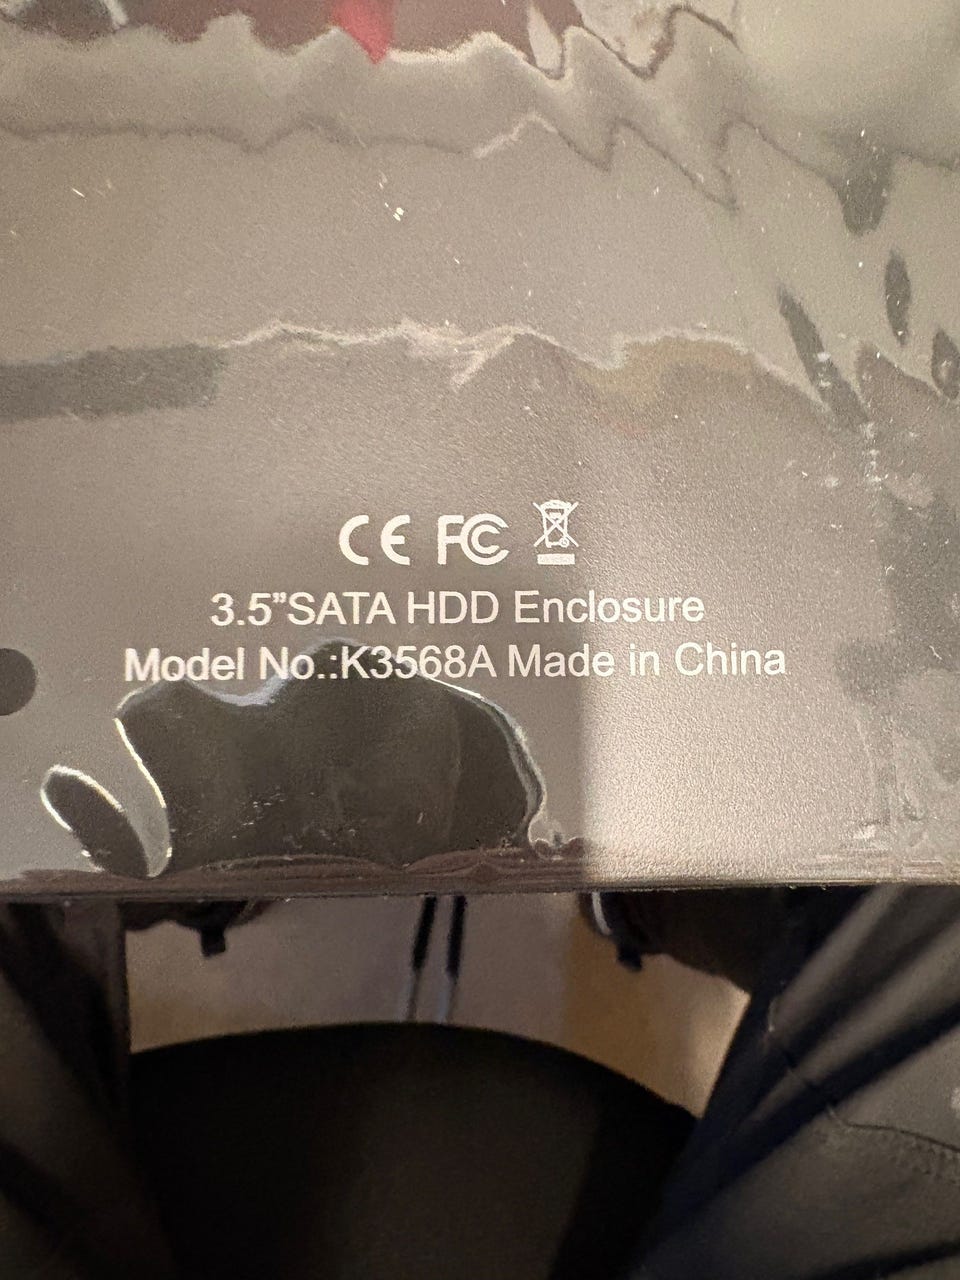 CE FC
3.5”SATA HDD Enclosure
Model No.:K3568A Made in China